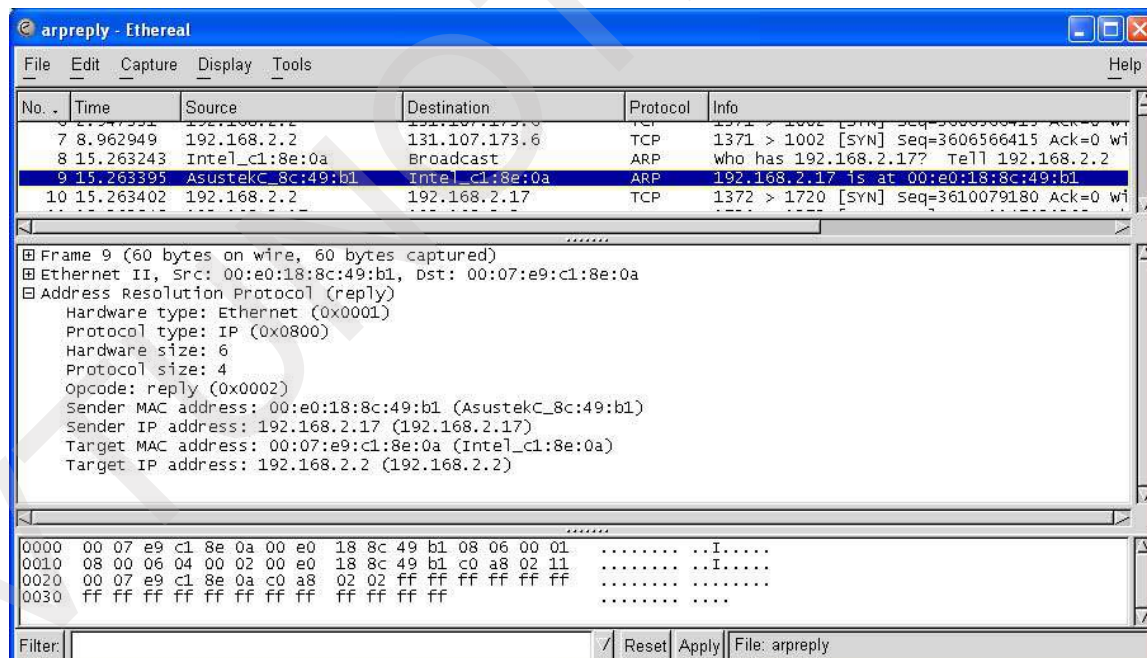 arpreply - Ethereal
File Edit Capture Display Tools Help
No. . Time Source Destination Protocol Info
7 8.962949 192.168.2.2 131.107.173.6 TCP 1371 > 1002 [SYN] Seq=3606566415 Ack=0 Wi
8 15.263243 Intel_c1:8e:0a Broadcast ARP Who has 192.168.2.17? Tell 192.168.2.2
9 15.263395 AsustekC_8c:49:b1 Intel_c1:8e:0a ARP 192.168.2.17 is at 00:e0:18:8c:49:b1
10 15.263402 192.168.2.2 192.168.2.17 TCP 1372 > 1720 [SYN] Seq=3610079180 Ack=0 Wi
Frame 9 (60 bytes on wire, 60 bytes captured)
Ethernet II, Src: 00:e0:18:8c:49:b1, Dst: 00:07:e9:c1:8e:0a
Address Resolution Protocol (reply)
Hardware type: Ethernet (0x0001)
Protocol type: IP (0x0800)
Hardware size: 6
Protocol size: 4
Opcode: reply (0x0002)
Sender MAC address: 00:e0:18:8c:49:b1 (AsustekC_8c:49:b1)
Sender IP address: 192.168.2.17 (192.168.2.17)
Target MAC address: 00:07:e9:c1:8e:0a (Intel_c1:8e:0a)
Target IP address: 192.168.2.2 (192.168.2.2)
0000 00 07 e9 c1 8e 0a 00 e0 18 8c 49 b1 08 06 00 01 ........ ..I.....
0010 08 00 06 04 00 02 00 e0 18 8c 49 b1 c0 a8 02 11 ........ ..I.....
0020 00 07 e9 c1 8e 0a c0 a8 02 02 ff ff ff ff ff ff ........ ........
0030 ff ff ff ff ff ff ff ff ff ff ff ff ........ ....
Filter: Reset Apply File: arpreply